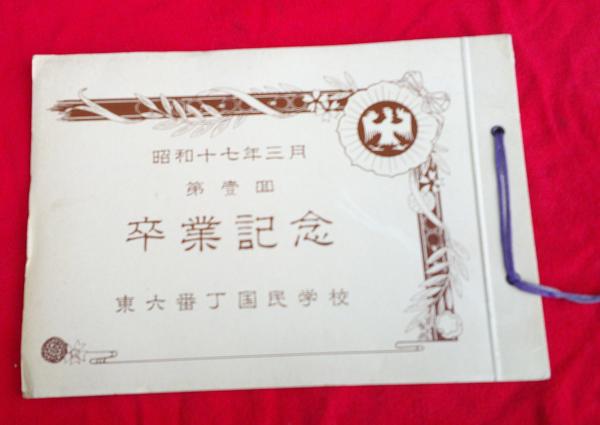 昭和十七年三月
第壹回
卒業記念
東六番丁国民学校